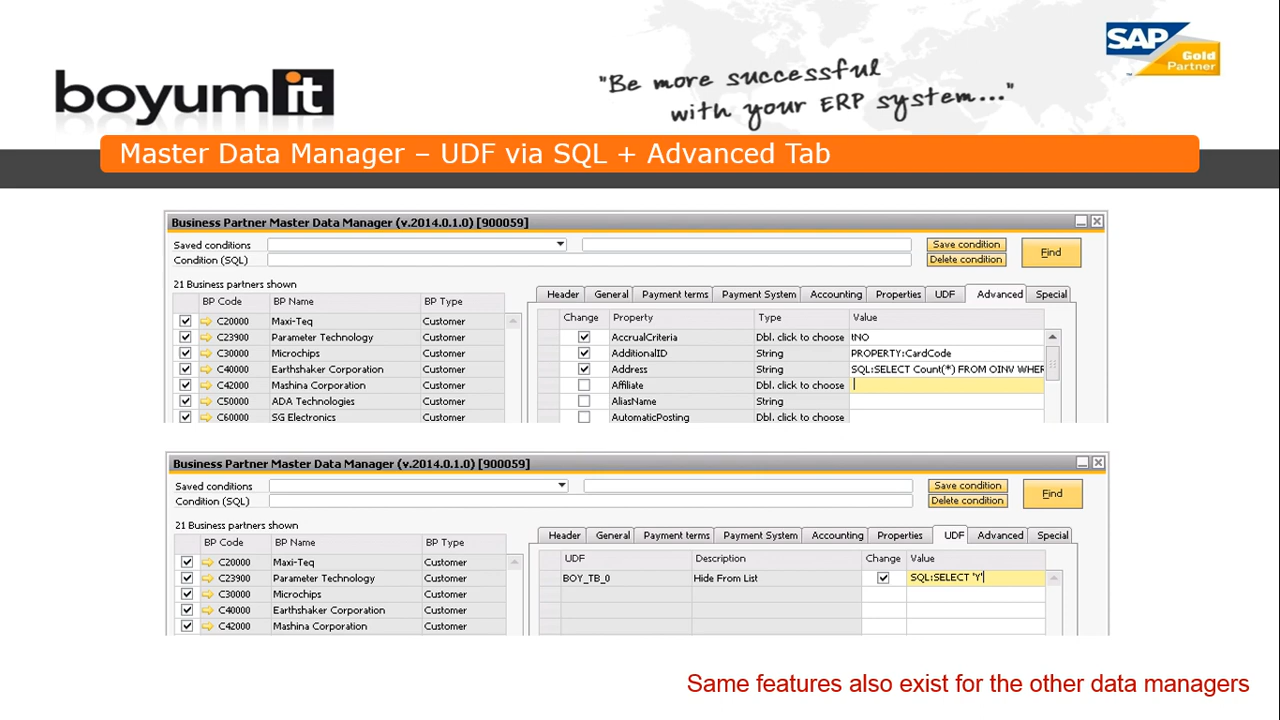 boyumit
"Be more successful
with your ERP system..."
SAP Gold
Partner
Master Data Manager – UDF via SQL + Advanced Tab
Business Partner Master Data Manager (v.2014.0.1.0) [900059]
Saved conditions Save condition Find
Condition (SQL) Delete condition
21 Business partners shown
Header General Payment terms Payment System Accounting Properties UDF Advanced Special
BP Code BP Name BP Type
Change Property Type Value
C20000 Maxi-Teq Customer
AccrualCriteria Dbl. click to choose tNO
C23900 Parameter Technology Customer
AdditionalID String PROPERTY:CardCode
C30000 Microchips Customer
Address String SQL:SELECT Count(*) FROM OINV WHER
C40000 Earthshaker Corporation Customer
Affiliate Dbl. click to choose
C42000 Mashina Corporation Customer
AliasName String
C50000 ADA Technologies Customer
AutomaticPosting Dbl. click to choose
C60000 SG Electronics Customer
Business Partner Master Data Manager (v.2014.0.1.0) [900059]
Saved conditions Save condition Find
Condition (SQL) Delete condition
21 Business partners shown
Header General Payment terms Payment System Accounting Properties UDF Advanced Special
BP Code BP Name BP Type
UDF Description Change Value
C20000 Maxi-Teq Customer
BOY_TB_0 Hide From List SQL:SELECT 'Y'
C23900 Parameter Technology Customer
C30000 Microchips Customer
C40000 Earthshaker Corporation Customer
C42000 Mashina Corporation Customer
Same features also exist for the other data managers